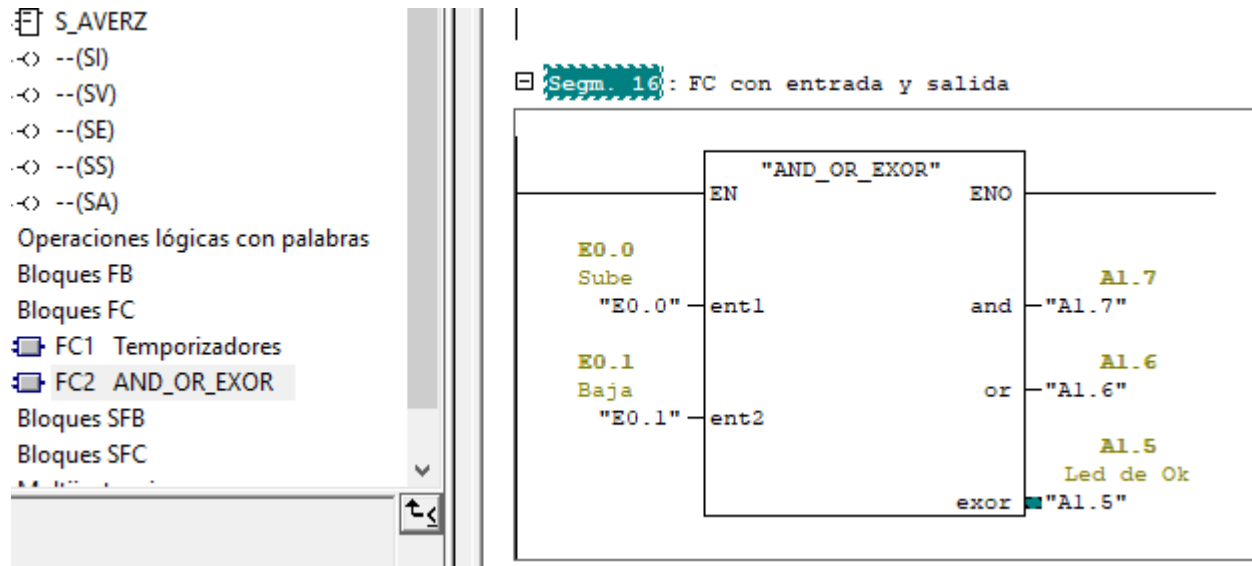 S_AVERZ
--(SI)
--(SV)
--(SE)
--(SS)
--(SA)
Operaciones lógicas con palabras
Bloques FB
Bloques FC
FC1 Temporizadores
FC2 AND_OR_EXOR
Bloques SFB
Bloques SFC
Segm. 16: FC con entrada y salida
"AND_OR_EXOR"
EN ENO
E0.0
Sube A1.7
"E0.0" ent1 and "A1.7"
E0.1 A1.6
Baja or "A1.6"
"E0.1" ent2
A1.5
Led de Ok
exor "A1.5"